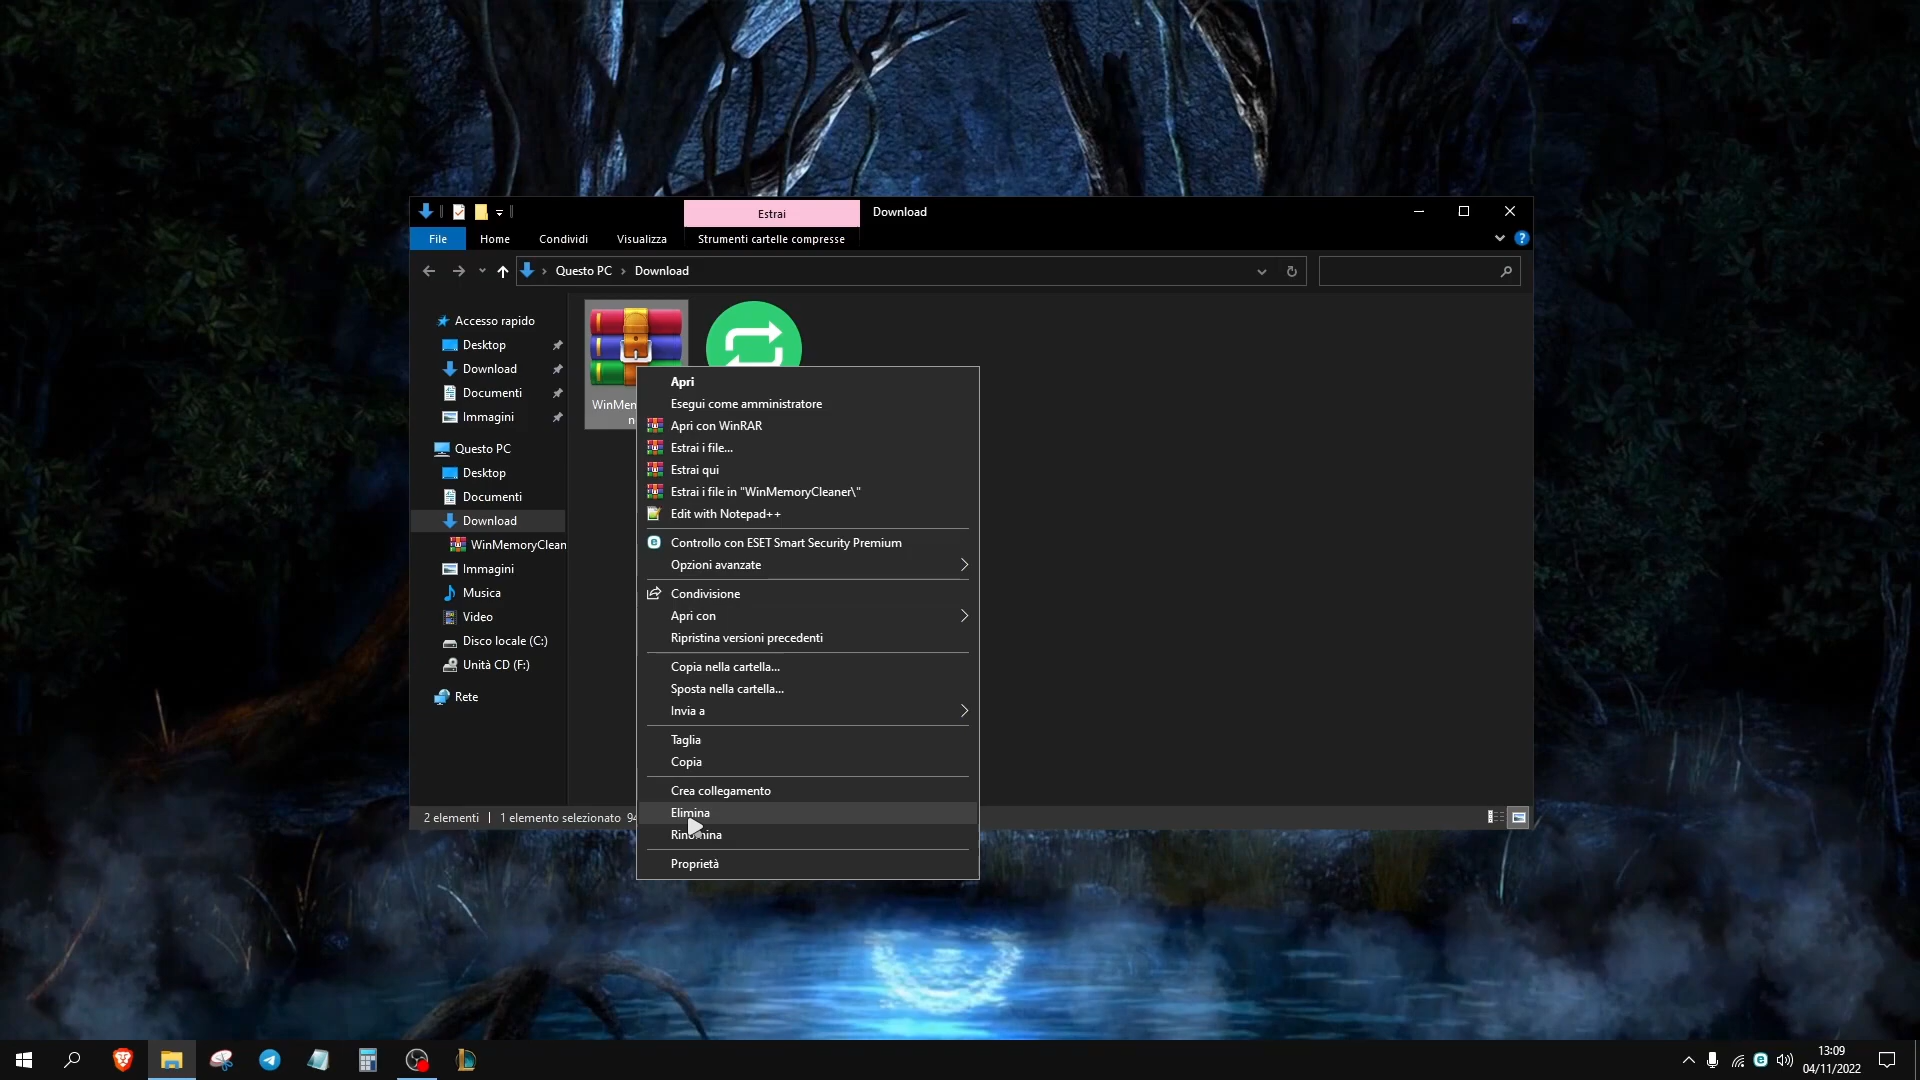 Estrai
Download
File
Home
Condividi
Visualizza
Strumenti cartelle compresse
Questo PC
Download
Accesso rapido
Desktop
Download
Documenti
Immagini
Questo PC
Desktop
Documenti
Download
WinMemoryClean
Immagini
Musica
Video
Disco locale (C:)
Unità CD (F:)
Rete
WinMem
n
Apri
Esegui come amministratore
Apri con WinRAR
Estrai i file...
Estrai qui
Estrai i file in "WinMemoryCleaner\"
Edit with Notepad++
Controllo con ESET Smart Security Premium
Opzioni avanzate
Condivisione
Apri con
Ripristina versioni precedenti
Copia nella cartella...
Sposta nella cartella...
Invia a
Taglia
Copia
Crea collegamento
Elimina
Rinomina
Proprietà
2 elementi
1 elemento selezionato
13:09
04/11/2022